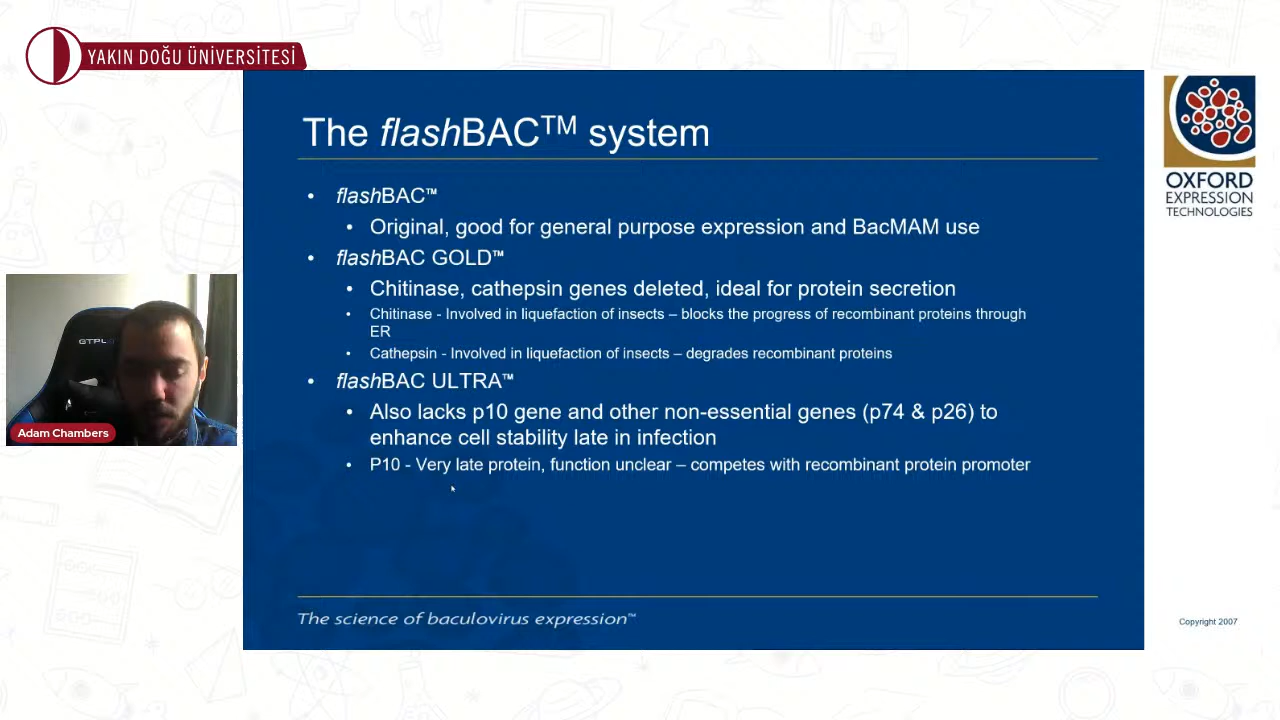 YAKIN DOĞU ÜNİVERSİTESİ
The flashBAC™ system
• flashBAC™
• Original, good for general purpose expression and BacMAM use
• flashBAC GOLD™
• Chitinase, cathepsin genes deleted, ideal for protein secretion
• Chitinase - Involved in liquefaction of insects – blocks the progress of recombinant proteins through
ER
• Cathepsin - Involved in liquefaction of insects – degrades recombinant proteins
• flashBAC ULTRA™
• Also lacks p10 gene and other non-essential genes (p74 & p26) to
enhance cell stability late in infection
• P10 - Very late protein, function unclear – competes with recombinant protein promoter
The science of baculovirus expression™
OXFORD
EXPRESSION
TECHNOLOGIES
Copyright 2007
Adam Chambers